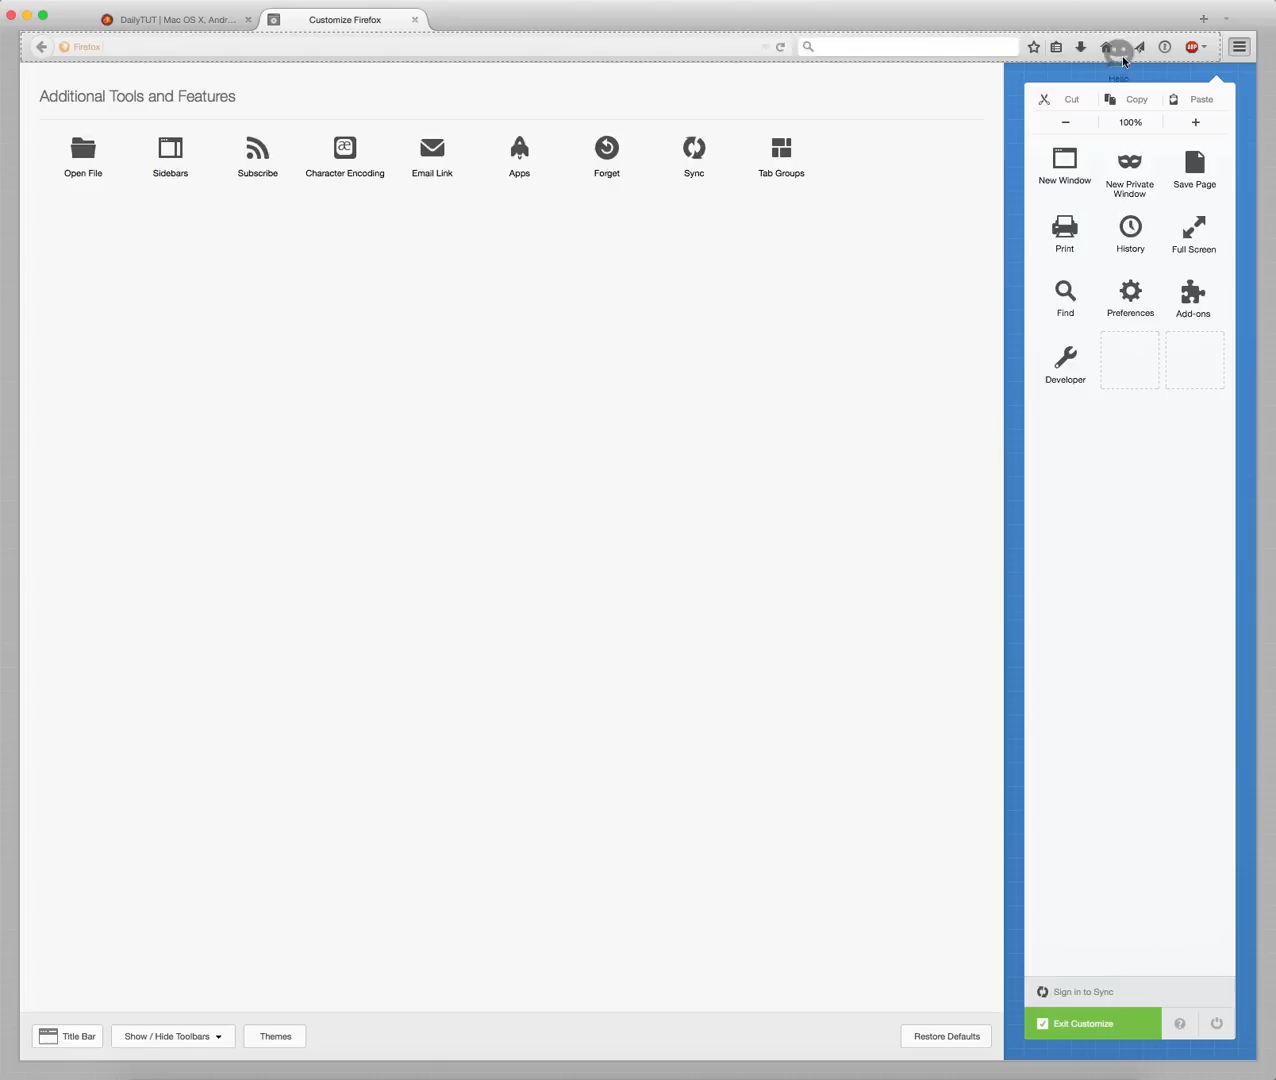 DailyTUT | Mac OS X, Andr...
Customize Firefox
Firefox
ABP
Hello
Additional Tools and Features
Cut
Copy
Paste
100%
Open File
Sidebars
Subscribe
æ
Character Encoding
Email Link
Apps
Forget
Sync
Tab Groups
New Window
New Private
Window
Save Page
Print
History
Full Screen
Find
Preferences
Add-ons
Developer
Sign in to Sync
Exit Customize
Title Bar
Show / Hide Toolbars
Themes
Restore Defaults